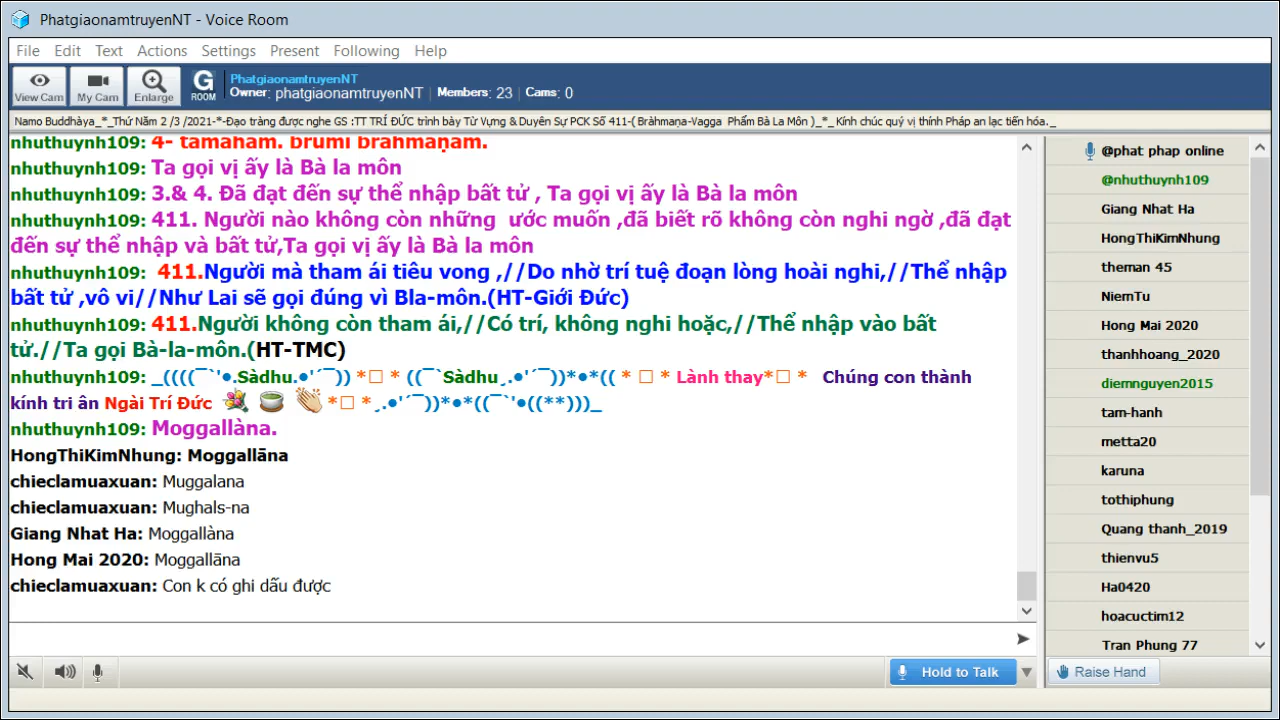 PhatgiaonamtruyenNT - Voice Room
File Edit Text Actions Settings Present Following Help
View Cam My Cam Enlarge G ROOM
PhatgiaonamtruyenNT
Owner: phatgiaonamtruyenNT | Members: 23 | Cams: 0
Namo Buddhàya_*_Thứ Năm 2 /3 /2021-*-Đạo tràng được nghe GS :TT TRÍ ĐỨC trình bày Từ Vựng & Duyên Sự PCK Số 411-( Bràhmaṇa-Vagga Phẩm Bà La Môn )_*_ Kính chúc quý vị thính Pháp an lạc tiến hóa._
nhuthuynh109: 4- tamahaṁ. brūmi brāhmaṇaṁ.
nhuthuynh109: Ta gọi vị ấy là Bà la môn
nhuthuynh109: 3.& 4. Đã đạt đến sự thể nhập bất tử , Ta gọi vị ấy là Bà la môn
nhuthuynh109: 411. Người nào không còn những ước muốn ,đã biết rõ không còn nghi ngờ ,đã đạt
đến sự thể nhập và bất tử,Ta gọi vị ấy là Bà la môn
nhuthuynh109: 411.Người mà tham ái tiêu vong ,//Do nhờ trí tuệ đoạn lòng hoài nghi,//Thể nhập
bất tử ,vô vi//Như Lai sẽ gọi đúng vì Bla-môn.(HT-Giới Đức)
nhuthuynh109: 411.Người không còn tham ái,//Có trí, không nghi hoặc,//Thể nhập vào bất
tử.//Ta gọi Bà-la-môn.(HT-TMC)
nhuthuynh109: _((((¯`'•.Sàdhu.•'´¯)) *□ * ((¯`Sàdhu¸.•'´¯))*•*(( * □ * Lành thay*□ * Chúng con thành
kính tri ân Ngài Trí Đức *□ *¸.•'´¯))*•*((¯`'•((**)))_
nhuthuynh109: Moggallàna.
HongThiKimNhung: Moggallāna
chieclamuaxuan: Muggalana
chieclamuaxuan: Mughals-na
Giang Nhat Ha: Moggallàna
Hong Mai 2020: Moggallāna
chieclamuaxuan: Con k có ghi dấu được
@phat phap online
@nhuthuynh109
Giang Nhat Ha
HongThiKimNhung
theman 45
NiemTu
Hong Mai 2020
thanhhoang_2020
diemnguyen2015
tam-hanh
metta20
karuna
tothiphung
Quang thanh_2019
thienvu5
Ha0420
hoacuctim12
Tran Phung 77
Hold to Talk
Raise Hand